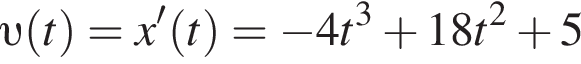 υ(t) = x′(t) = −4t³ + 18t² + 5